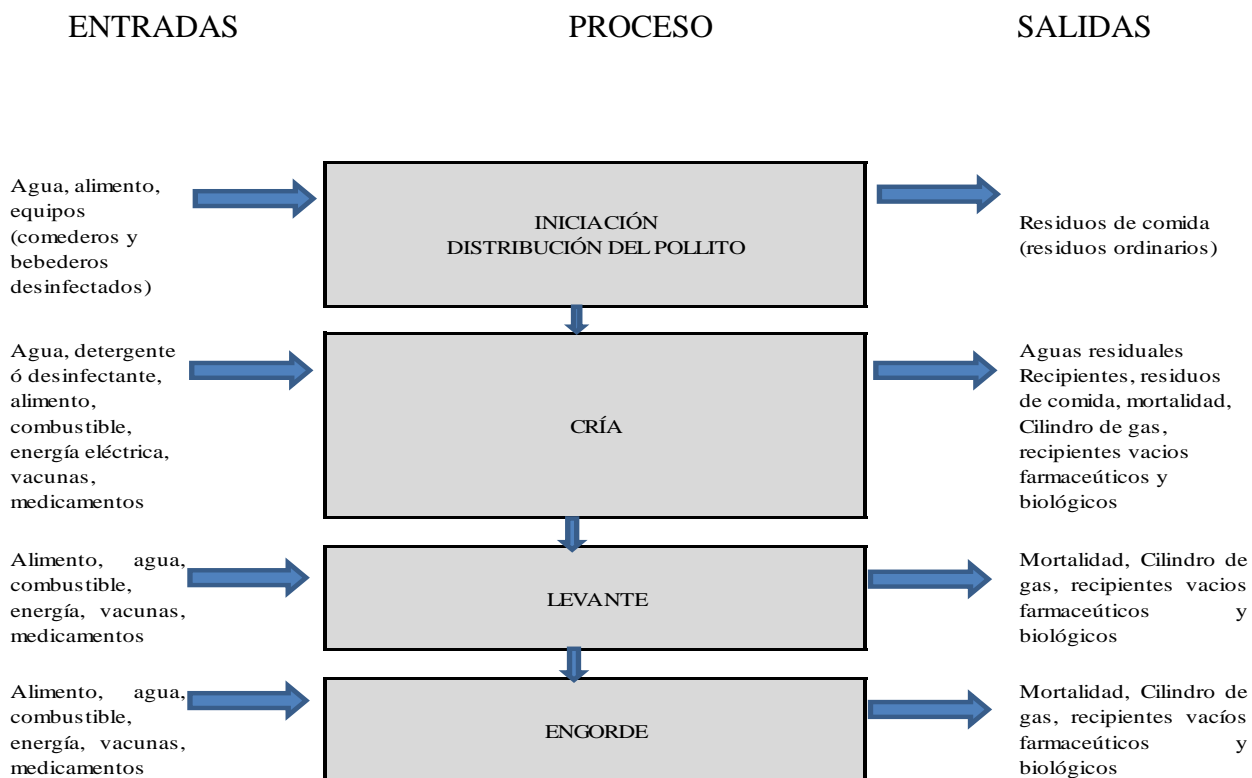 ENTRADAS
PROCESO
SALIDAS
Agua, alimento,
equipos
(comederos y
bebederos
desinfectados)
INICIACIÓN
DISTRIBUCIÓN DEL POLLITO
Residuos de comida
(residuos ordinarios)
Agua, detergente
ó desinfectante,
alimento,
combustible,
energía eléctrica,
vacunas,
medicamentos
CRÍA
Aguas residuales
Recipientes, residuos
de comida, mortalidad,
Cilindro de gas,
recipientes vacios
farmaceúticos y
biológicos
Alimento, agua,
combustible,
energía, vacunas,
medicamentos
LEVANTE
Mortalidad, Cilindro de
gas, recipientes vacios
farmaceúticos y
biológicos
Alimento, agua,
combustible,
energía, vacunas,
medicamentos
ENGORDE
Mortalidad, Cilindro de
gas, recipientes vacíos
farmaceúticos y
biológicos